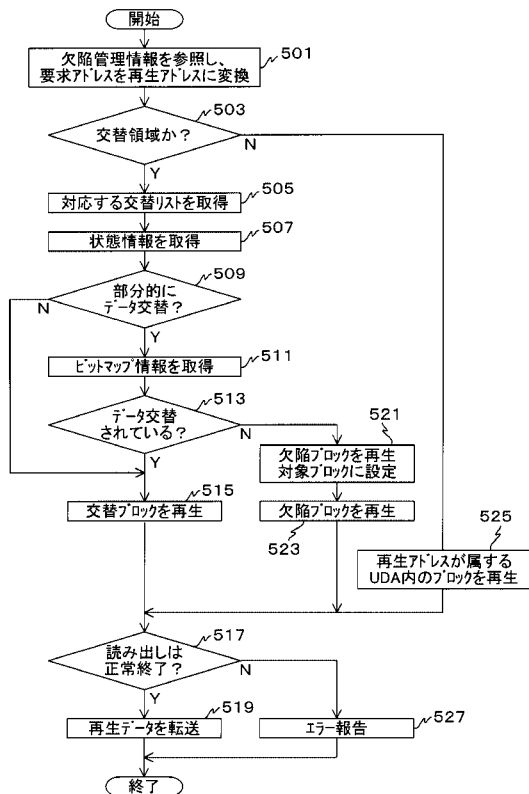 開始
欠陥管理情報を参照し、
要求アドレスを再生アドレスに変換
501
503
交替領域か?
N
Y
505
対応する交替リストを取得
507
状態情報を取得
509
部分的に
データ交替?
N
Y
511
ビットマップ情報を取得
513
データ交替
されている?
N
Y
521
欠陥ブロックを再生
対象ブロックに設定
515
交替ブロックを再生
欠陥ブロックを再生
523
525
再生アドレスが属する
UDA内のブロックを再生
517
読み出しは
正常終了?
N
Y
519
再生データを転送
エラー報告
527
終了